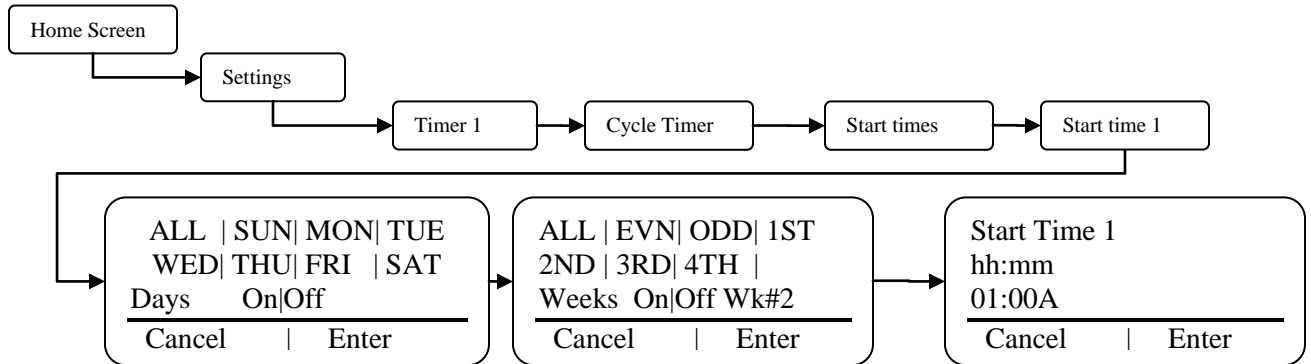 Home Screen
Settings
Timer 1
Cycle Timer
Start times
Start time 1
ALL | SUN| MON| TUE
WED| THU| FRI | SAT
Days On|Off
Cancel | Enter
ALL | EVN| ODD| 1ST
2ND | 3RD| 4TH |
Weeks On|Off Wk#2
Cancel | Enter
Start Time 1
hh:mm
01:00A
Cancel | Enter